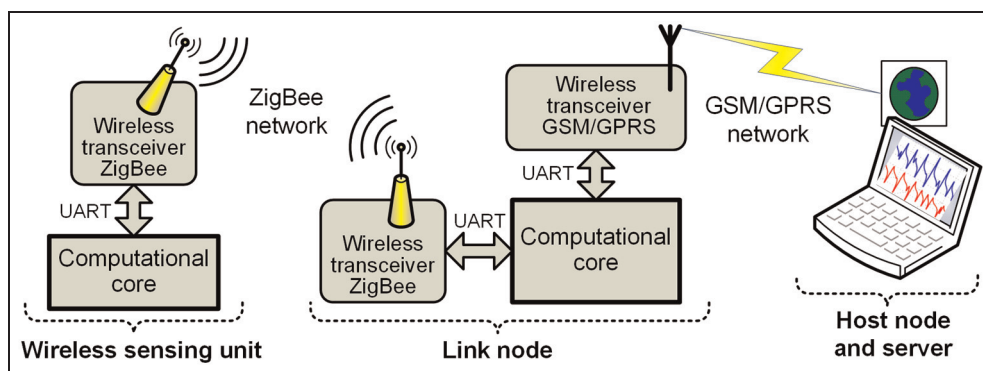 Wireless
transceiver
ZigBee
UART
Computational
core
Wireless sensing unit
ZigBee
network
Wireless
transceiver
ZigBee
UART
Wireless
transceiver
GSM/GPRS
UART
Computational
core
Link node
GSM/GPRS
network
Host node
and server